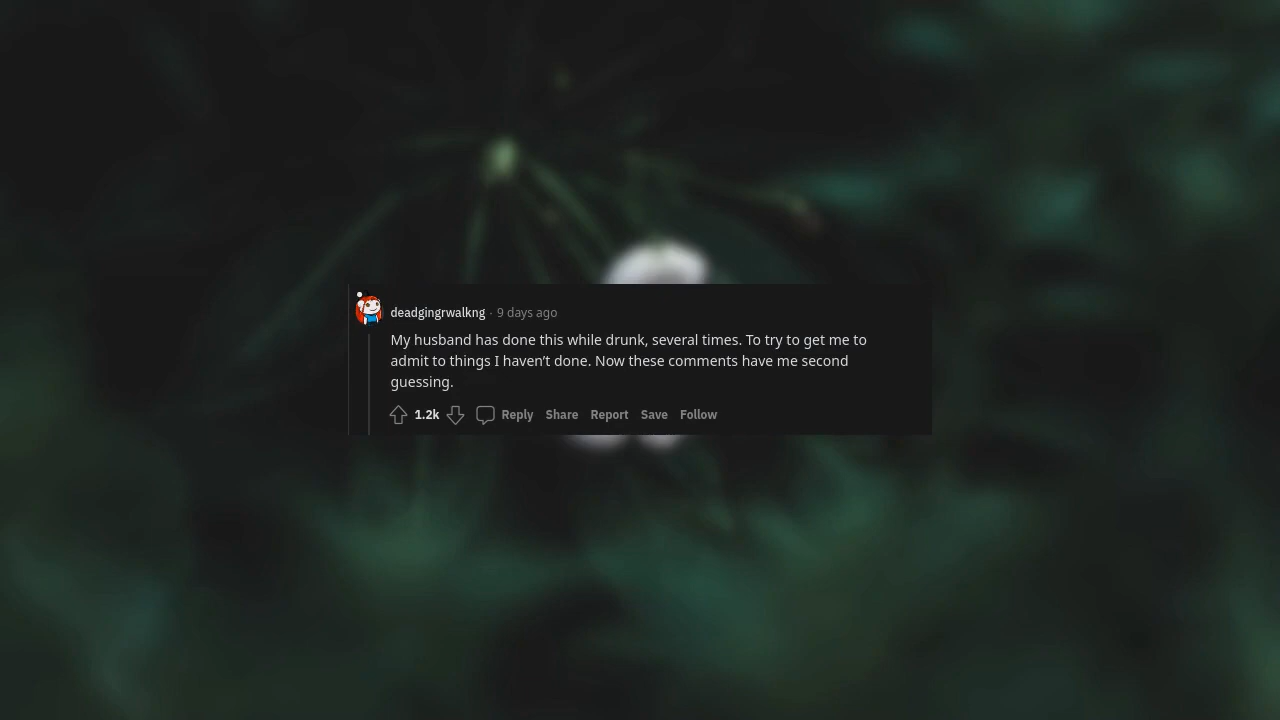 deadgingrwalkng · 9 days ago
My husband has done this while drunk, several times. To try to get me to
admit to things I haven’t done. Now these comments have me second
guessing.
1.2k Reply Share Report Save Follow